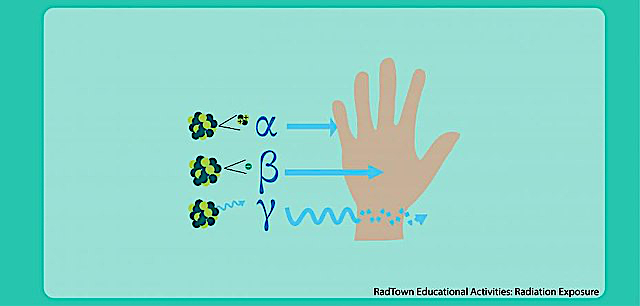 α
β
γ
RadTown Educational Activities: Radiation Exposure